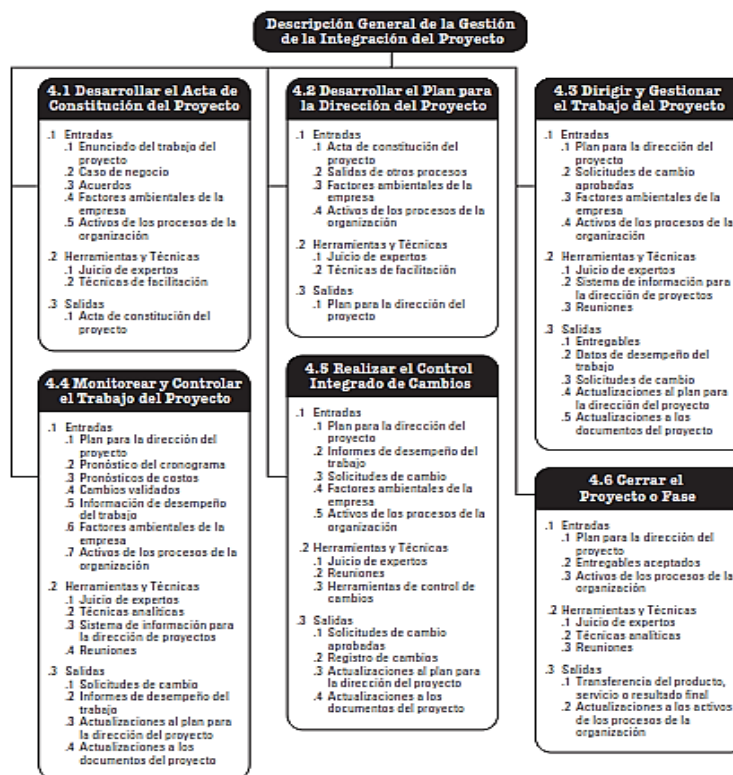 Descripción General de la Gestión
de la Integración del Proyecto
4.1 Desarrollar el Acta de
Constitución del Proyecto
.1 Entradas
.1 Enunciado del trabajo del
proyecto
.2 Caso de negocio
.3 Acuerdos
.4 Factores ambientales de la
empresa
.5 Activos de los procesos de la
organización
.2 Herramientas y Técnicas
.1 Juicio de expertos
.2 Técnicas de facilitación
.3 Salidas
.1 Acta de constitución del
proyecto
4.2 Desarrollar el Plan para
la Dirección del Proyecto
.1 Entradas
.1 Acta de constitución del
proyecto
.2 Salidas de otros procesos
.3 Factores ambientales de la
empresa
.4 Activos de los procesos de la
organización
.2 Herramientas y Técnicas
.1 Juicio de expertos
.2 Técnicas de facilitación
.3 Salidas
.1 Plan para la dirección del
proyecto
4.3 Dirigir y Gestionar
el Trabajo del Proyecto
.1 Entradas
.1 Plan para la dirección del
proyecto
.2 Solicitudes de cambio
aprobadas
.3 Factores ambientales de la
empresa
.4 Activos de los procesos de la
organización
.2 Herramientas y Técnicas
.1 Juicio de expertos
.2 Sistema de información para
la dirección de proyectos
.3 Reuniones
.3 Salidas
.1 Entregables
.2 Datos de desempeño del
trabajo
.3 Solicitudes de cambio
.4 Actualizaciones al plan para
la dirección del proyecto
.5 Actualizaciones a los
documentos del proyecto
4.4 Monitorear y Controlar
el Trabajo del Proyecto
.1 Entradas
.1 Plan para la dirección del
proyecto
.2 Pronóstico del cronograma
.3 Pronósticos de costos
.4 Cambios validados
.5 Información de desempeño
del trabajo
.6 Factores ambientales de la
empresa
.7 Activos de los procesos de la
organización
.2 Herramientas y Técnicas
.1 Juicio de expertos
.2 Técnicas analíticas
.3 Sistema de información para
la dirección de proyectos
.4 Reuniones
.3 Salidas
.1 Solicitudes de cambio
.2 Informes de desempeño del
trabajo
.3 Actualizaciones al plan para
la dirección del proyecto
.4 Actualizaciones a los
documentos del proyecto
4.5 Realizar el Control
Integrado de Cambios
.1 Entradas
.1 Plan para la dirección del
proyecto
.2 Informes de desempeño del
trabajo
.3 Solicitudes de cambio
.4 Factores ambientales de la
empresa
.5 Activos de los procesos de la
organización
.2 Herramientas y Técnicas
.1 Juicio de expertos
.2 Reuniones
.3 Herramientas de control de
cambios
.3 Salidas
.1 Solicitudes de cambio
aprobadas
.2 Registro de cambios
.3 Actualizaciones al plan para
la dirección del proyecto
.4 Actualizaciones a los
documentos del proyecto
4.6 Cerrar el
Proyecto o Fase
.1 Entradas
.1 Plan para la dirección del
proyecto
.2 Entregables aceptados
.3 Activos de los procesos de la
organización
.2 Herramientas y Técnicas
.1 Juicio de expertos
.2 Técnicas analíticas
.3 Reuniones
.3 Salidas
.1 Transferencia del producto,
servicio o resultado final
.2 Actualizaciones a los activos
de los procesos de la
organización